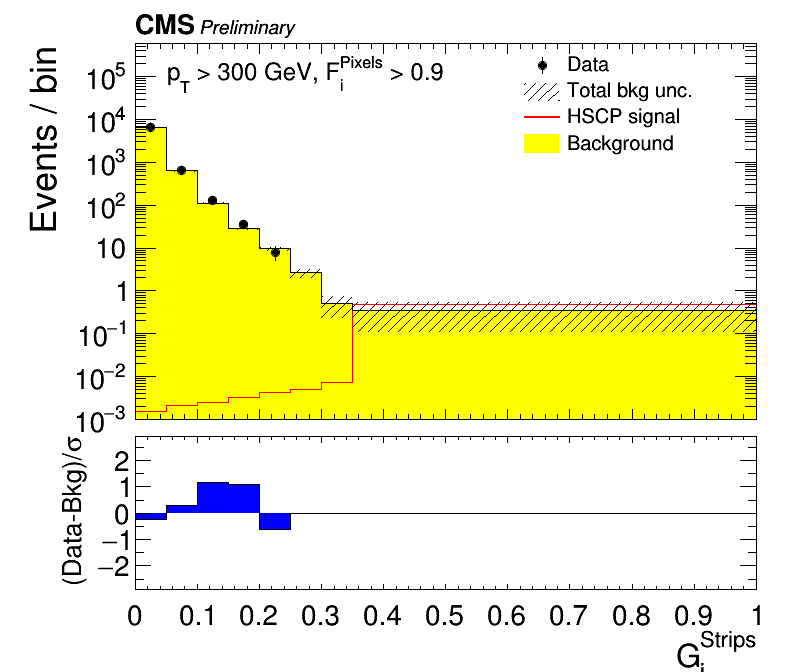 CMS Preliminary
p_T > 300 GeV, F_i^Pixels > 0.9
Data
Total bkg unc.
HSCP signal
Background
Events / bin
10^5
10^4
10^3
10^2
10
1
10^−1
10^−2
10^−3
(Data-Bkg)/σ
2
1
0
−1
−2
0 0.1 0.2 0.3 0.4 0.5 0.6 0.7 0.8 0.9 1
G_i^Strips